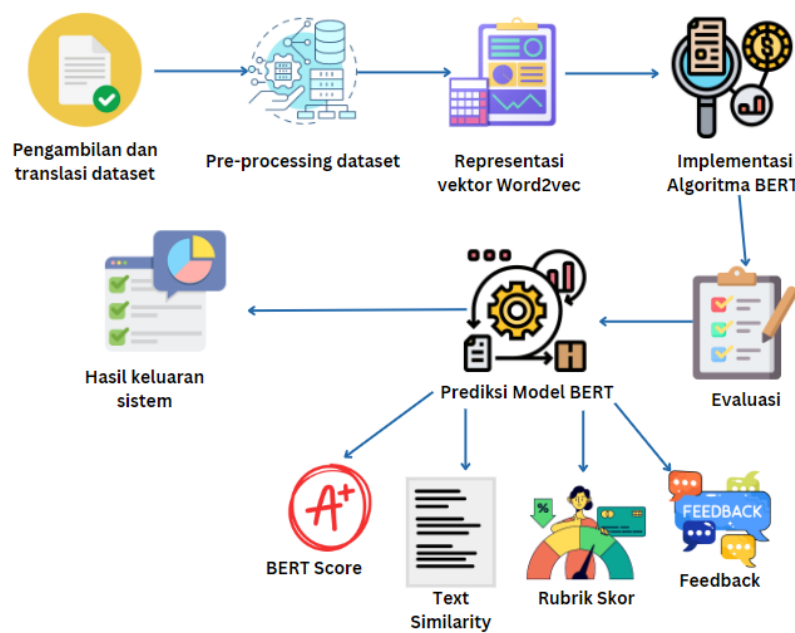 Pengambilan dan
translasi dataset
Pre-processing dataset
Representasi
vektor Word2vec
Implementasi
Algoritma BERT
Hasil keluaran
sistem
Prediksi Model BERT
Evaluasi
A+
BERT Score
Text
Similarity
%
Rubrik Skor
FEEDBACK
Feedback